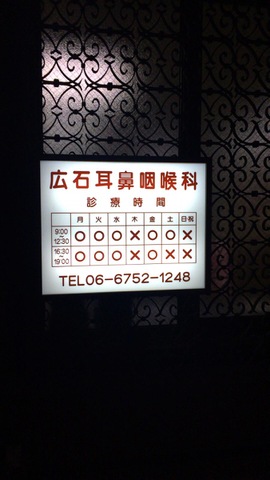 広石耳鼻咽喉科
診療時間
月 火 水 木 金 土 日・祝
9:00〜12:30 ○ ○ ○ × ○ ○ ×
16:30〜19:00 ○ ○ ○ × ○ × ×
TEL06-6752-1248